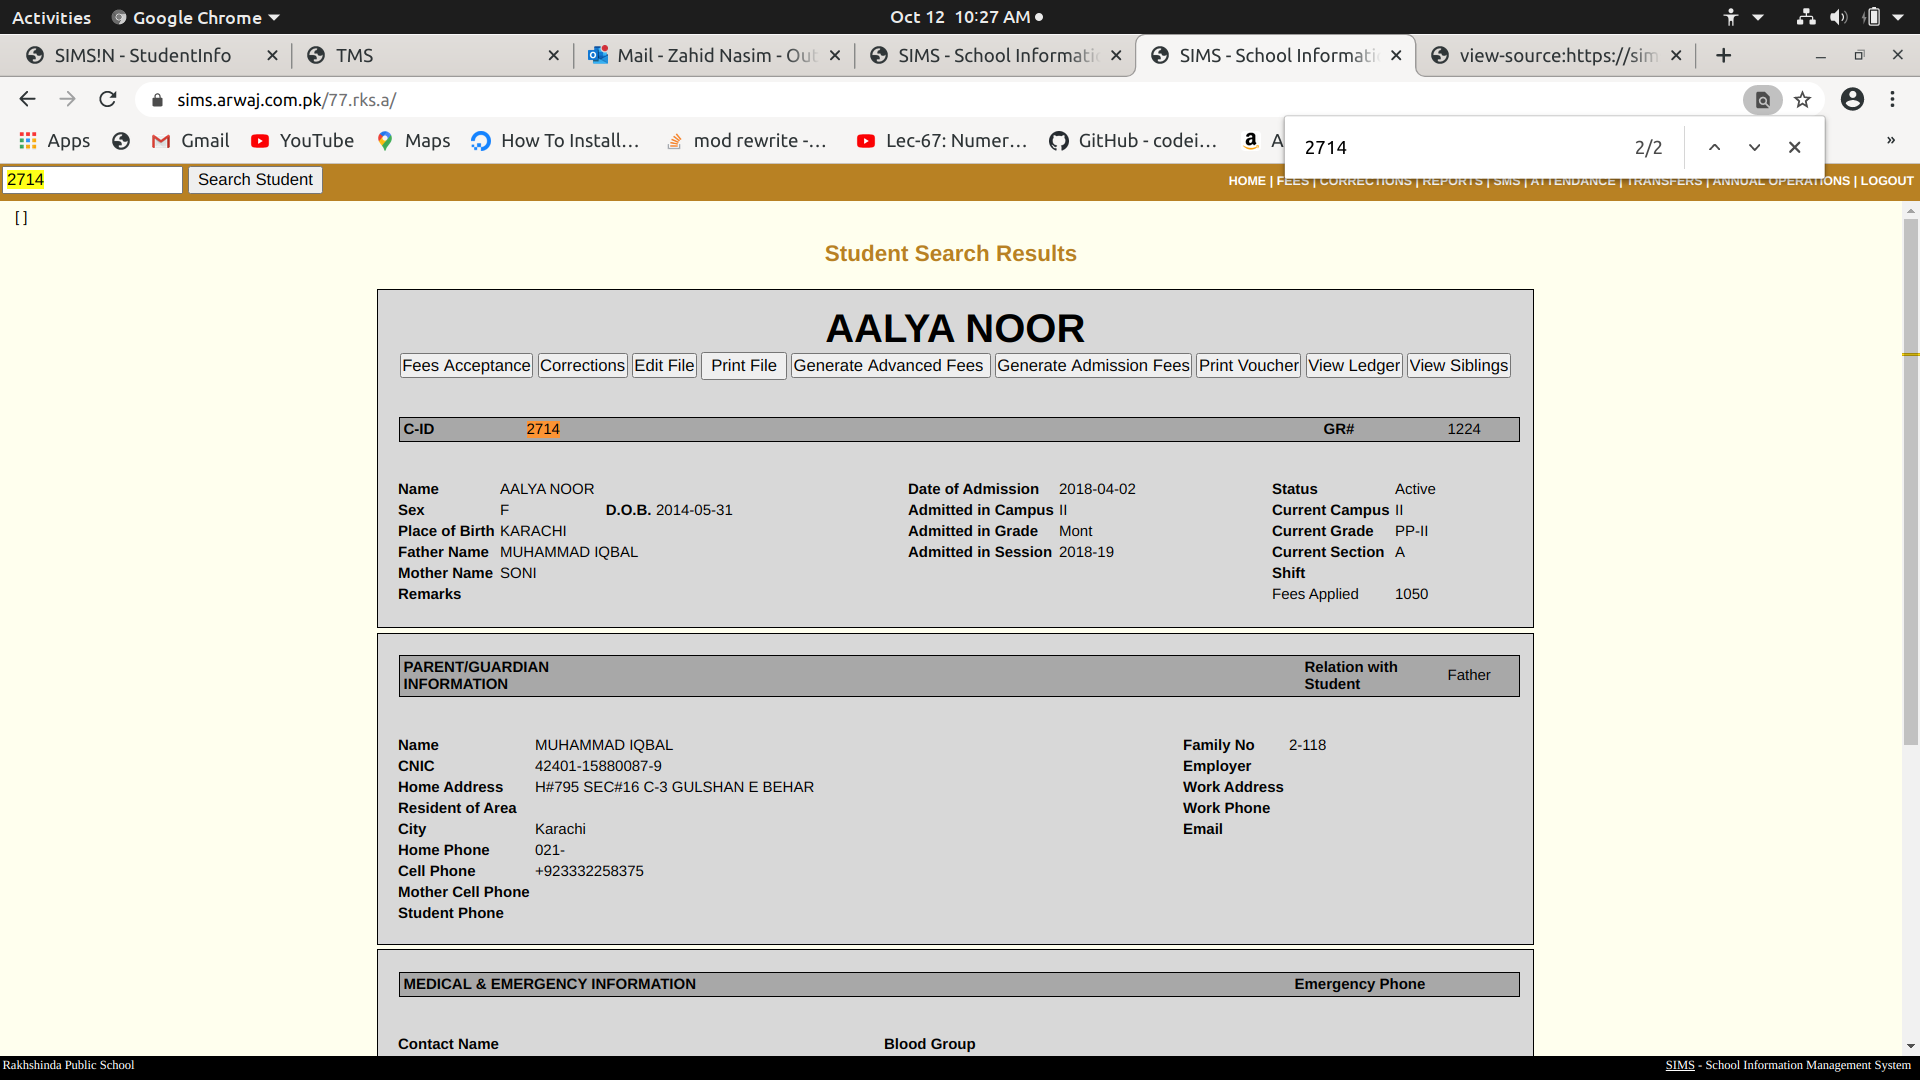 Activities Google Chrome Oct 12 10:27 AM
SIMS!N - StudentInfo TMS Mail - Zahid Nasim - Out SIMS - School Informati SIMS - School Informati view-source:https://sim
sims.arwaj.com.pk/77.rks.a/
Apps Gmail YouTube Maps How To Install... mod rewrite -... Lec-67: Numer... GitHub - codei... A »
2714 2/2
2714 Search Student HOME | FEES | CORRECTIONS | REPORTS | SMS | ATTENDANCE | TRANSFERS | ANNUAL OPERATIONS | LOGOUT
[ ]
Student Search Results
AALYA NOOR
Fees Acceptance Corrections Edit File Print File Generate Advanced Fees Generate Admission Fees Print Voucher View Ledger View Siblings
C-ID 2714 GR# 1224
Name AALYA NOOR Date of Admission 2018-04-02 Status Active
Sex F D.O.B. 2014-05-31 Admitted in Campus II Current Campus II
Place of Birth KARACHI Admitted in Grade Mont Current Grade PP-II
Father Name MUHAMMAD IQBAL Admitted in Session 2018-19 Current Section A
Mother Name SONI Shift
Remarks Fees Applied 1050
PARENT/GUARDIAN INFORMATION Relation with Student Father
Name MUHAMMAD IQBAL Family No 2-118
CNIC 42401-15880087-9 Employer
Home Address H#795 SEC#16 C-3 GULSHAN E BEHAR Work Address
Resident of Area Work Phone
City Karachi Email
Home Phone 021-
Cell Phone +923332258375
Mother Cell Phone
Student Phone
MEDICAL & EMERGENCY INFORMATION Emergency Phone
Contact Name Blood Group
Rakhshinda Public School SIMS - School Information Management System